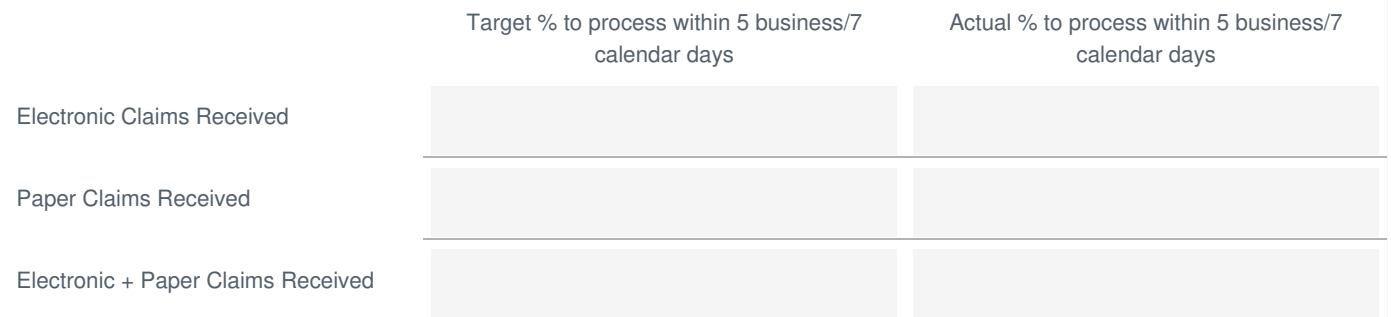 Target % to process within 5 business/7
calendar days
Actual % to process within 5 business/7
calendar days
Electronic Claims Received
Paper Claims Received
Electronic + Paper Claims Received